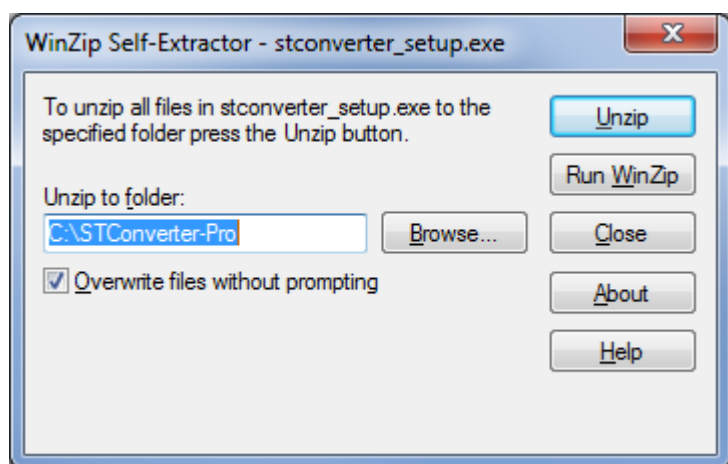 WinZip Self-Extractor - stconverter_setup.exe
To unzip all files in stconverter_setup.exe to the
specified folder press the Unzip button.
Unzip
Run WinZip
Unzip to folder:
C:\STConverter-Pro
Browse...
Close
Overwrite files without prompting
About
Help